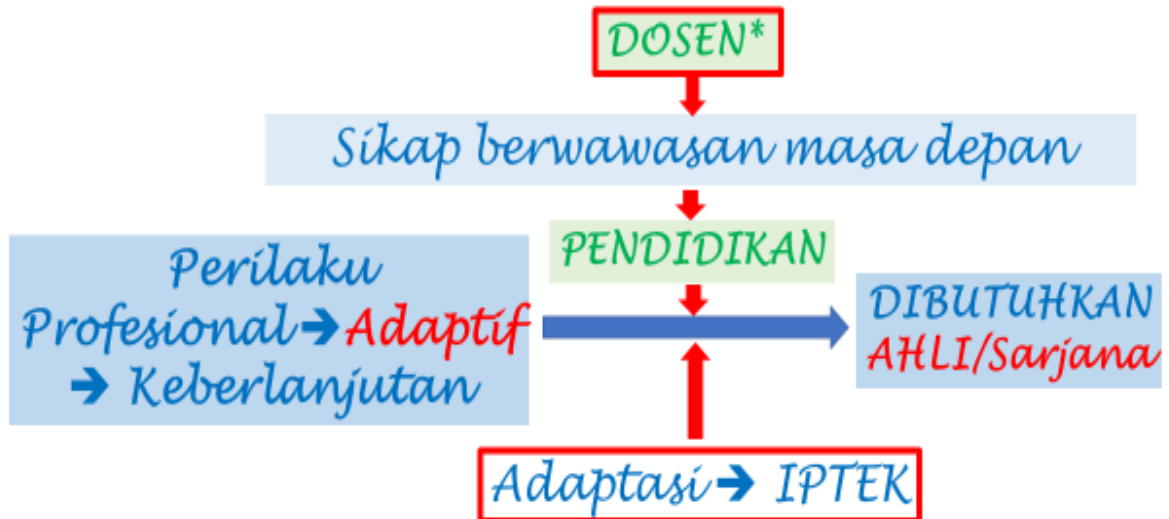 DOSEN*
Sikap berwawasan masa depan
PENDIDIKAN
Perilaku
Profesional ➔ Adaptif
➔ Keberlanjutan
DIBUTUHKAN
AHLI/Sarjana
Adaptasi ➔ IPTEK